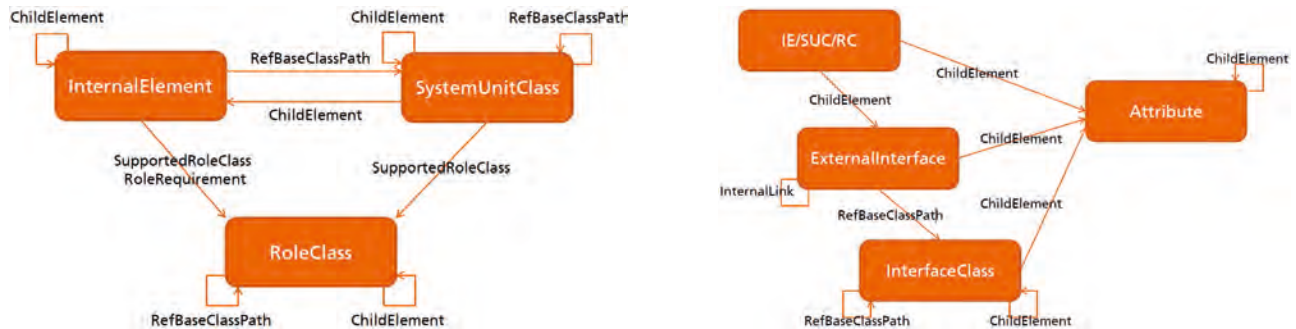 ChildElement
ChildElement
RefBaseClassPath
RefBaseClassPath
InternalElement
SystemUnitClass
ChildElement
SupportedRoleClass
RoleRequirement
SupportedRoleClass
RoleClass
RefBaseClassPath
ChildElement
IE/SUC/RC
ChildElement
ChildElement
ChildElement
Attribute
ChildElement
ExternalInterface
InternalLink
ChildElement
RefBaseClassPath
InterfaceClass
RefBaseClassPath
ChildElement